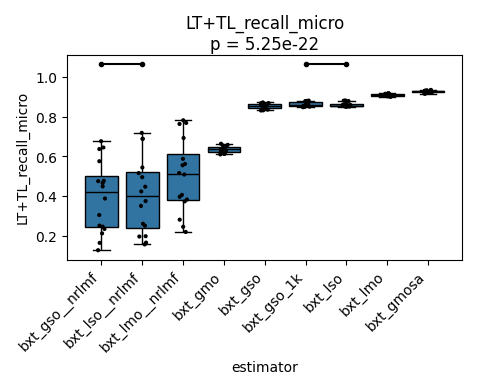 LT+TL_recall_micro
p = 5.25e-22
LT+TL_recall_micro
1.0
0.8
0.6
0.4
0.2
bxt_gso__nrlmf
bxt_lso__nrlmf
bxt_lmo__nrlmf
bxt_gmo
bxt_gso
bxt_gso_1k
bxt_lso
bxt_lmo
bxt_gmosa
estimator